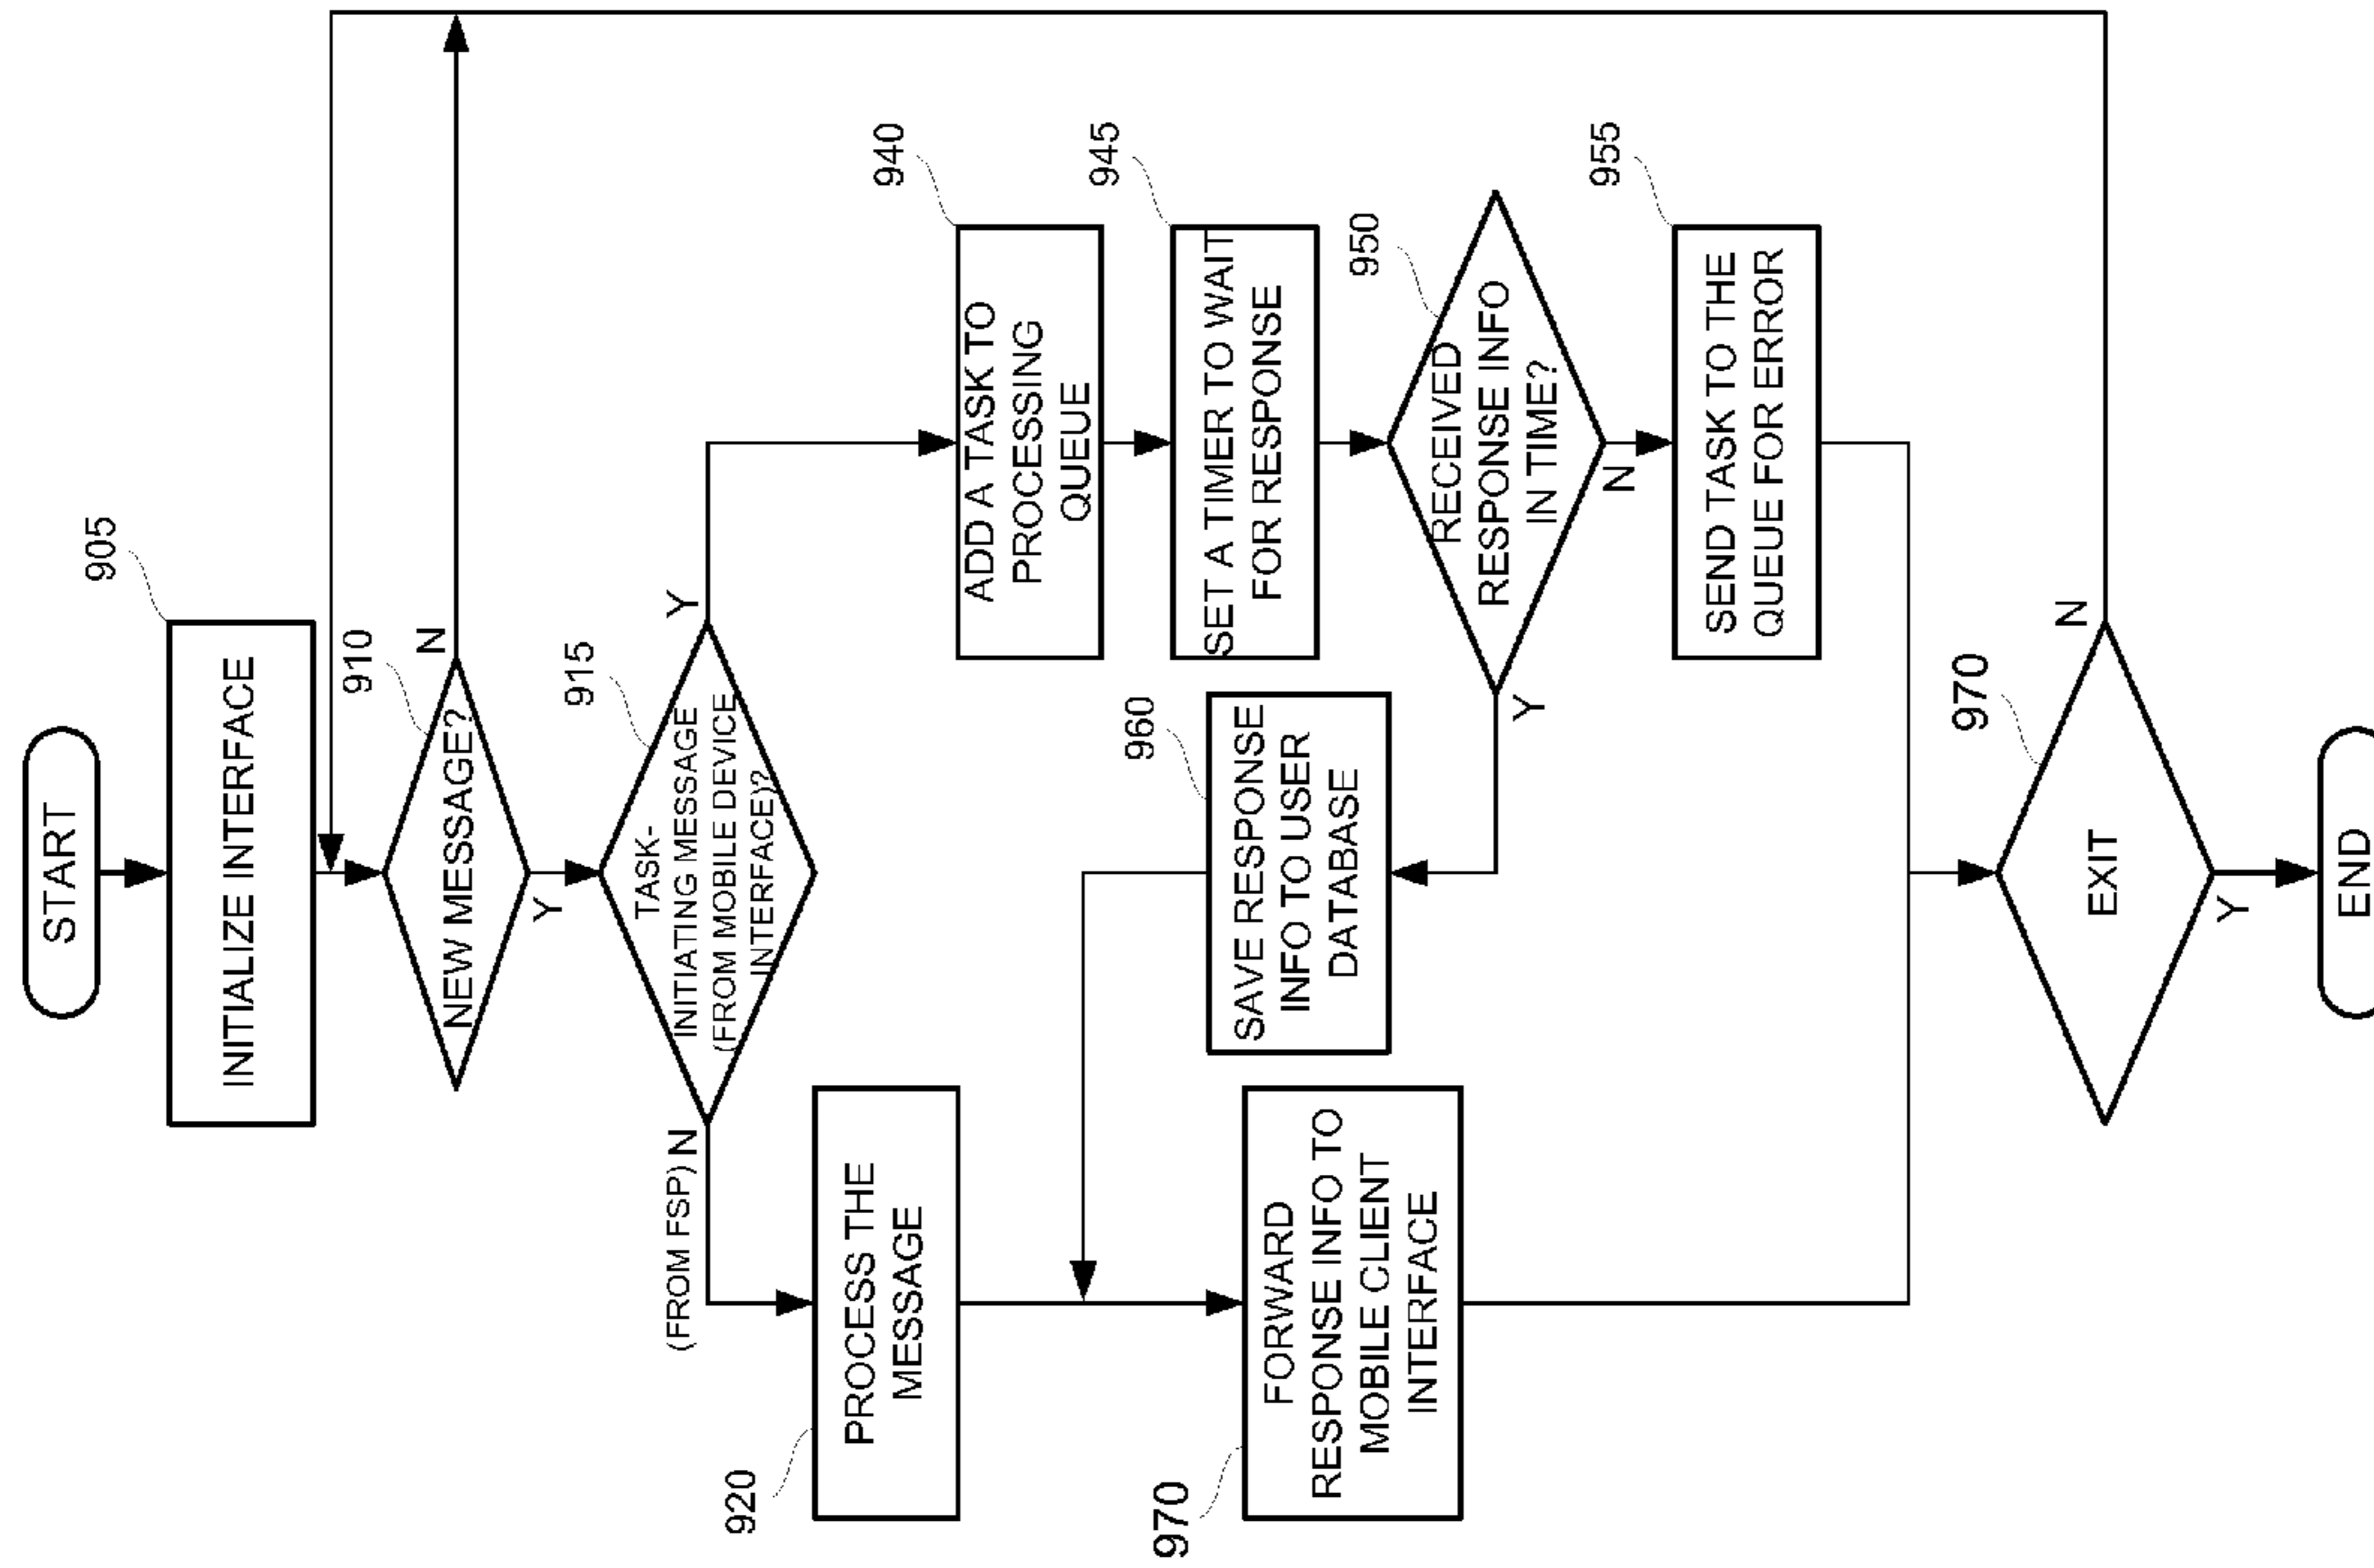 START
905
INITIALIZE INTERFACE
910
NEW MESSAGE?
N
Y
915
TASK-
INITIATING MESSAGE
(FROM MOBILE DEVICE
INTERFACE)?
Y
(FROM FSP) N
920
PROCESS THE
MESSAGE
940
ADD A TASK TO
PROCESSING
QUEUE
945
SET A TIMER TO WAIT
FOR RESPONSE
950
RECEIVED
RESPONSE INFO
IN TIME?
Y
N
960
SAVE RESPONSE
INFO TO USER
DATABASE
970
FORWARD
RESPONSE INFO TO
MOBILE CLIENT
INTERFACE
955
SEND TASK TO THE
QUEUE FOR ERROR
970
EXIT
N
Y
END